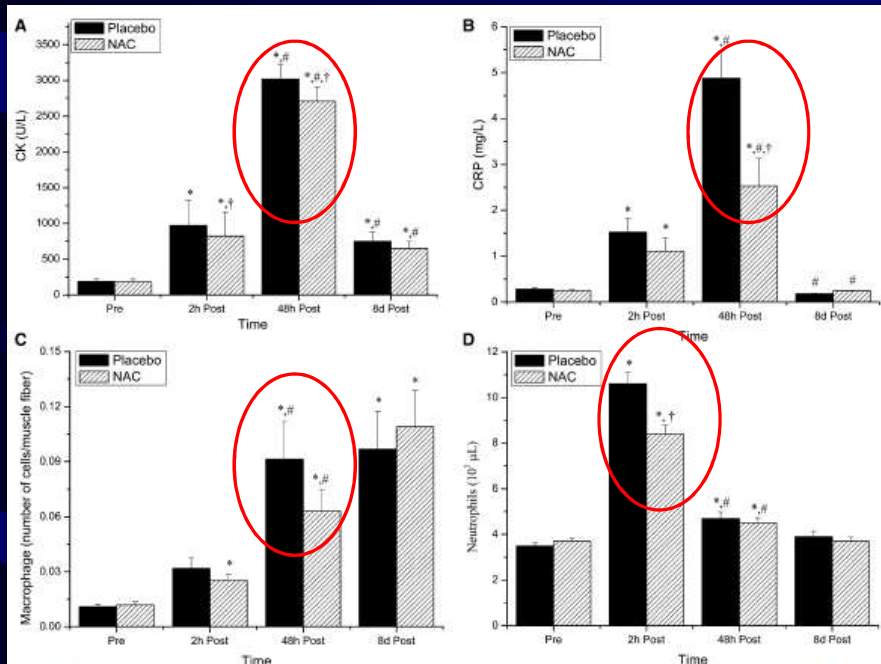 A
Placebo
NAC
CK (U/L)
3500
3000
2500
2000
1500
1000
500
0
*
*,†
*,#
*,#,†
*,#
*,#
Pre
2h Post
48h Post
8d Post
Time
B
Placebo
NAC
CRP (mg/L)
6
5
4
3
2
1
0
*
*
*,#
*,#,†
#
#
Pre
2h Post
48h Post
8d Post
Time
C
Placebo
NAC
Macrophage (number of cells/muscle fiber)
0.15
0.12
0.09
0.06
0.03
0.00
*
*,#
*,#
*
*
Pre
2h Post
48h Post
8d Post
Time
D
Placebo
NAC
Neutrophils (10³ µL)
12
10
8
6
4
2
0
*
*,†
*,#
*,#
Pre
2h Post
48h Post
8d Post
Time